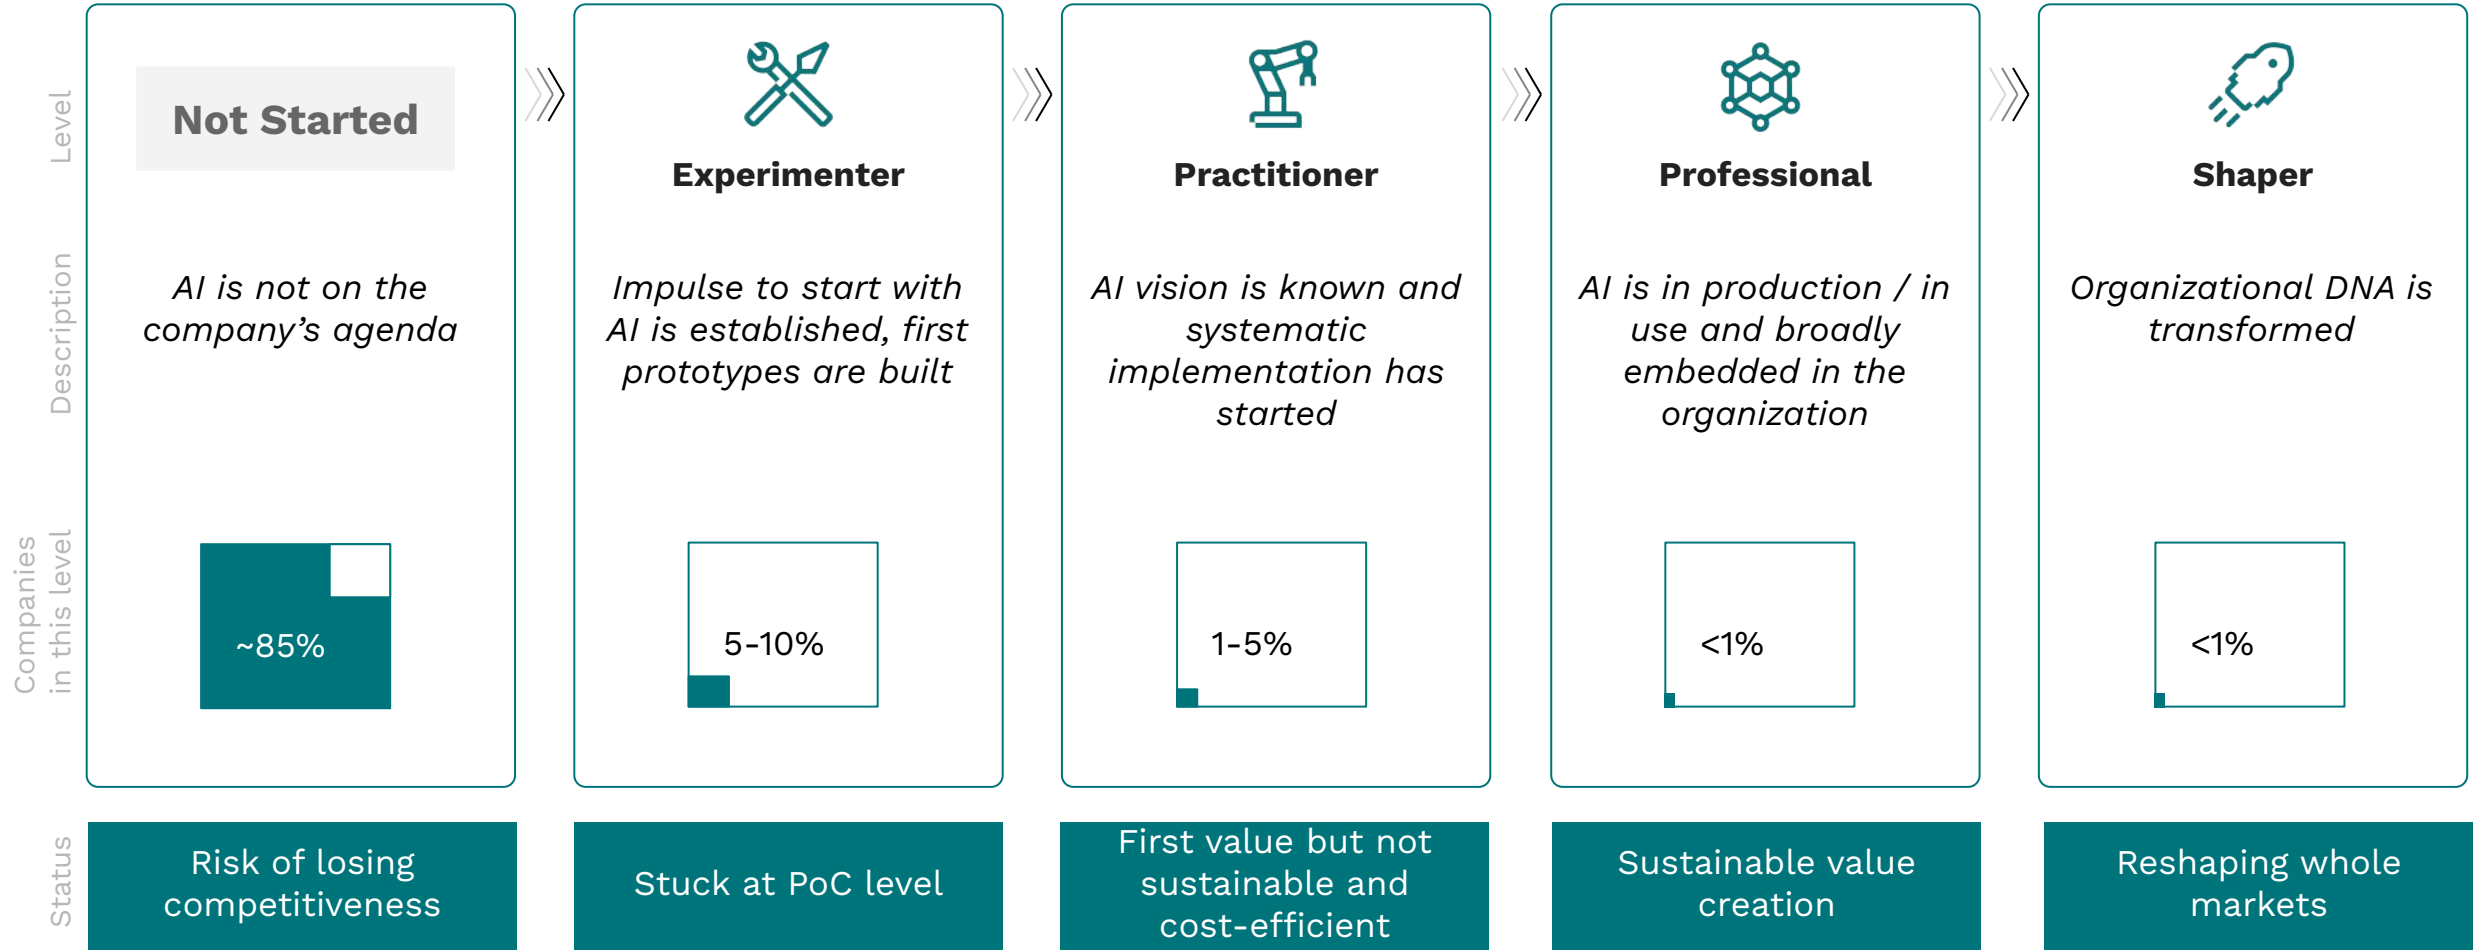 Level
Not Started
Experimenter
Practitioner
Professional
Shaper
Description
AI is not on the
company's agenda
Impulse to start with
AI is established, first
prototypes are built
AI vision is known and
systematic
implementation has
started
AI is in production / in
use and broadly
embedded in the
organization
Organizational DNA is
transformed
Companies
in this level
~85%
5-10%
1-5%
<1%
<1%
Status
Risk of losing
competitiveness
Stuck at PoC level
First value but not
sustainable and
cost-efficient
Sustainable value
creation
Reshaping whole
markets